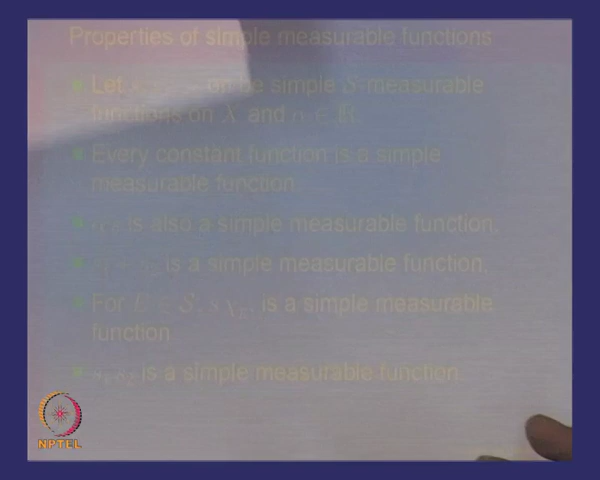 Properties of simple measurable functions
Let be simple S-measurable
functions on X and α ∈ ℝ.
Every constant function is a simple
measurable function.
is also a simple measurable function.
is a simple measurable function.
For E ∈ S, s χ_E, is a simple measurable
function
s₁s₂ is a simple measurable function.
NPTEL